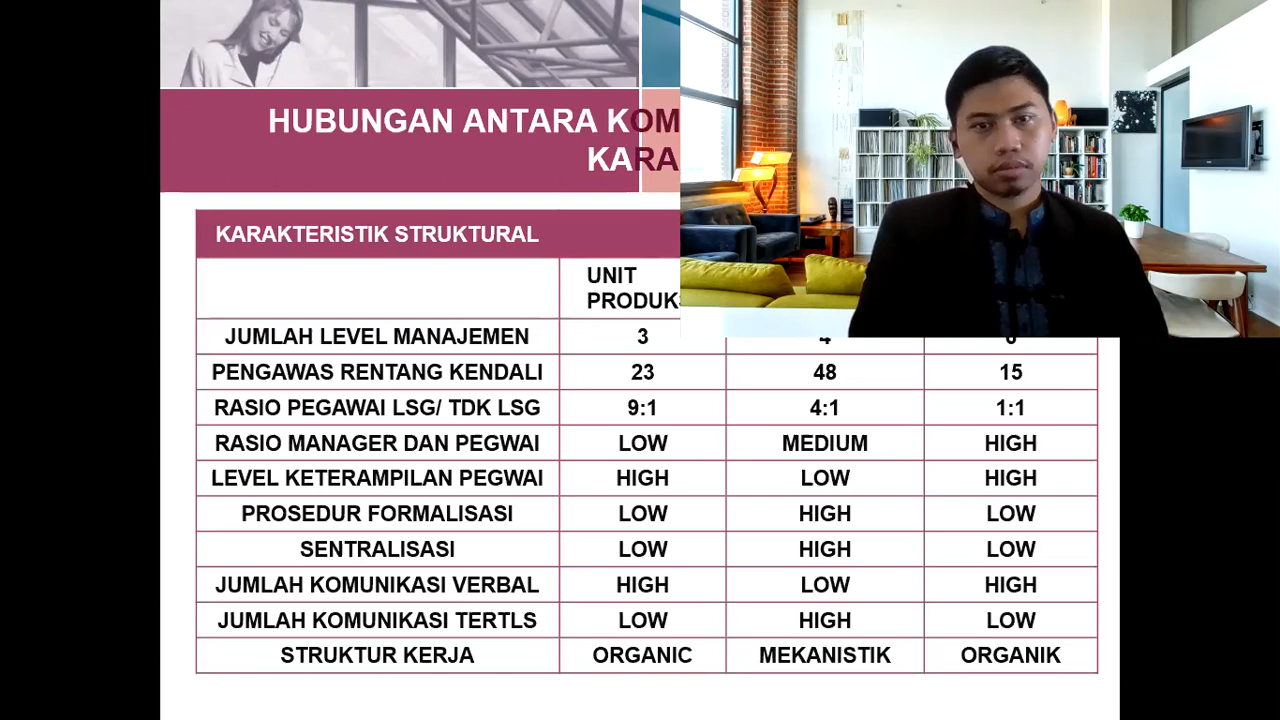 HUBUNGAN ANTARA KOM
KARA
KARAKTERISTIK STRUKTURAL
UNIT
PRODUK
JUMLAH LEVEL MANAJEMEN 3 4
PENGAWAS RENTANG KENDALI 23 48 15
RASIO PEGAWAI LSG/ TDK LSG 9:1 4:1 1:1
RASIO MANAGER DAN PEGWAI LOW MEDIUM HIGH
LEVEL KETERAMPILAN PEGWAI HIGH LOW HIGH
PROSEDUR FORMALISASI LOW HIGH LOW
SENTRALISASI LOW HIGH LOW
JUMLAH KOMUNIKASI VERBAL HIGH LOW HIGH
JUMLAH KOMUNIKASI TERTLS LOW HIGH LOW
STRUKTUR KERJA ORGANIC MEKANISTIK ORGANIK